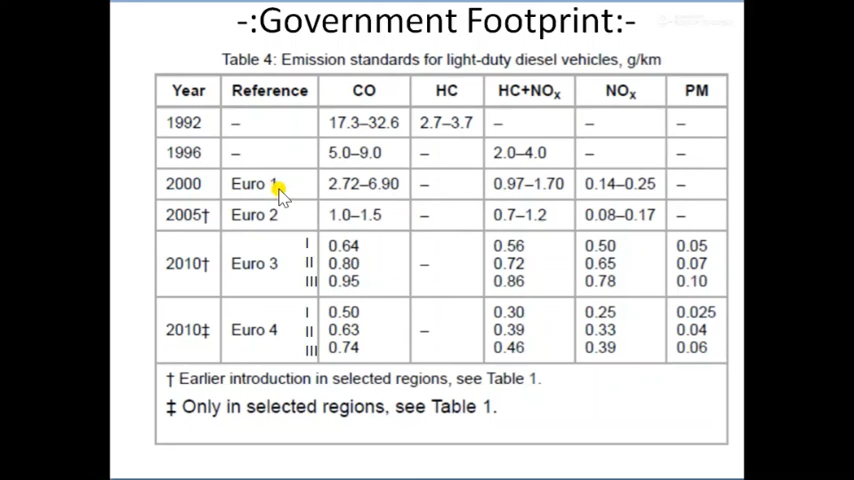 -:Government Footprint:-
Table 4: Emission standards for light-duty diesel vehicles, g/km
Year Reference CO HC HC+NOx NOx PM
1992 – 17.3–32.6 2.7–3.7 – – –
1996 – 5.0–9.0 – 2.0–4.0 – –
2000 Euro 1 2.72–6.90 – 0.97–1.70 0.14–0.25 –
2005† Euro 2 1.0–1.5 – 0.7–1.2 0.08–0.17 –
I 0.64 0.56 0.50 0.05
2010† Euro 3 II 0.80 – 0.72 0.65 0.07
III 0.95 0.86 0.78 0.10
I 0.50 0.30 0.25 0.025
2010‡ Euro 4 II 0.63 – 0.39 0.33 0.04
III 0.74 0.46 0.39 0.06
† Earlier introduction in selected regions, see Table 1.
‡ Only in selected regions, see Table 1.